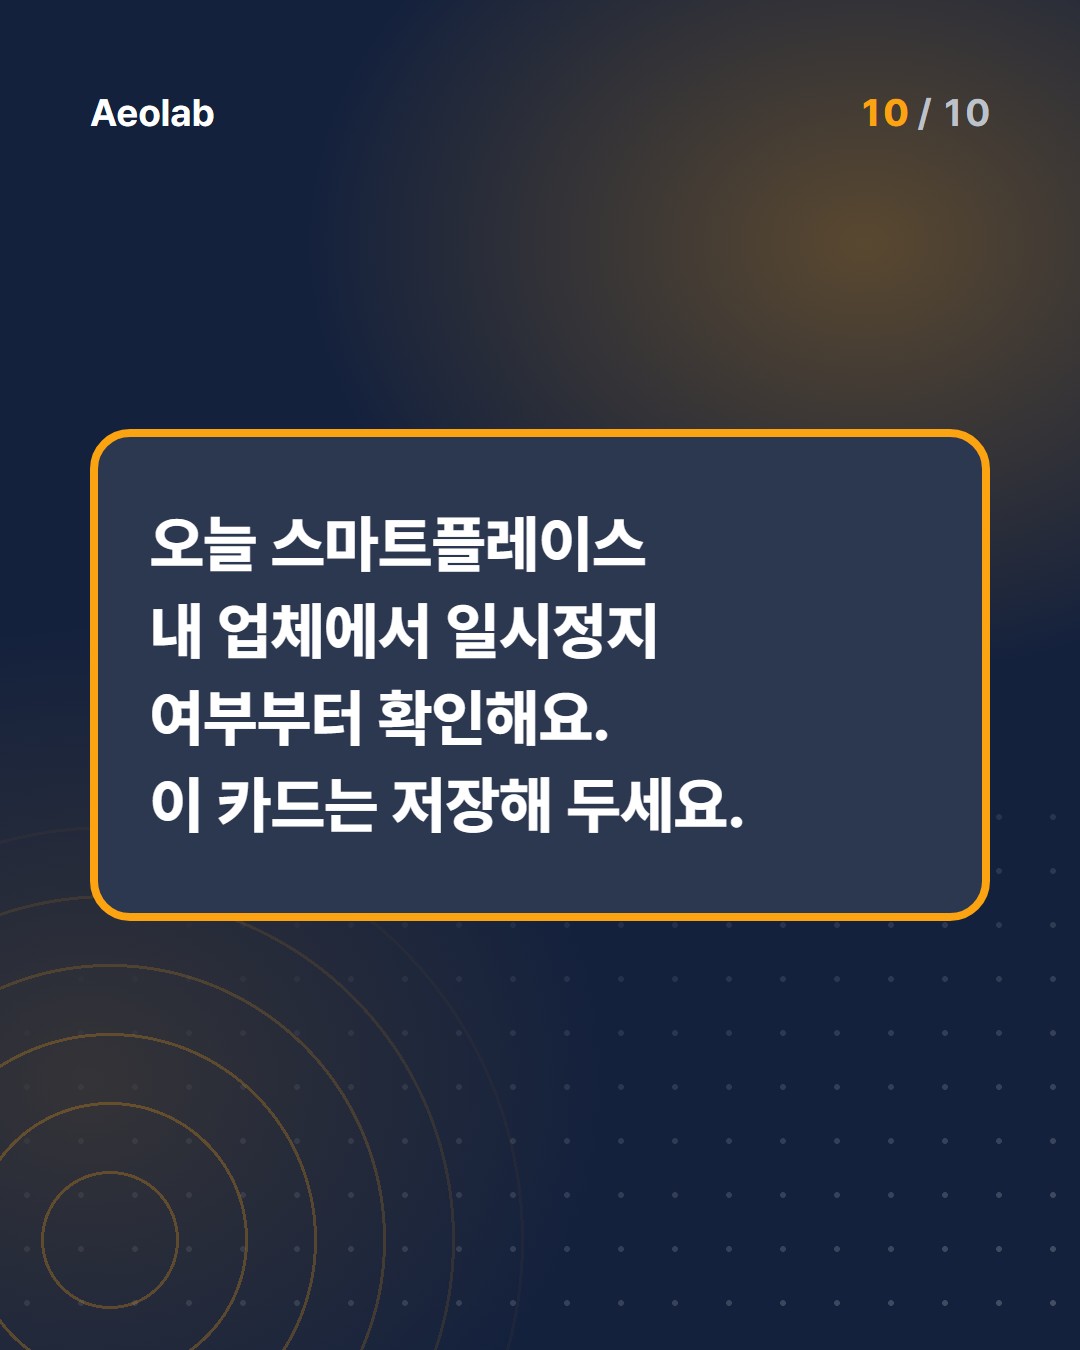 Aeolab
10 / 10
오늘 스마트플레이스
내 업체에서 일시정지
여부부터 확인해요.
이 카드는 저장해 두세요.